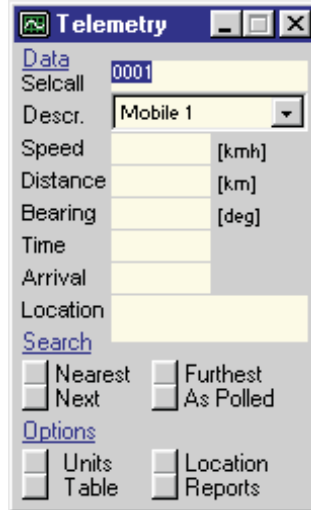 Telemetry
Data
Selcall 0001
Descr. Mobile 1
Speed [kmh]
Distance [km]
Bearing [deg]
Time
Arrival
Location
Search
Nearest Furthest
Next As Polled
Options
Units Location
Table Reports